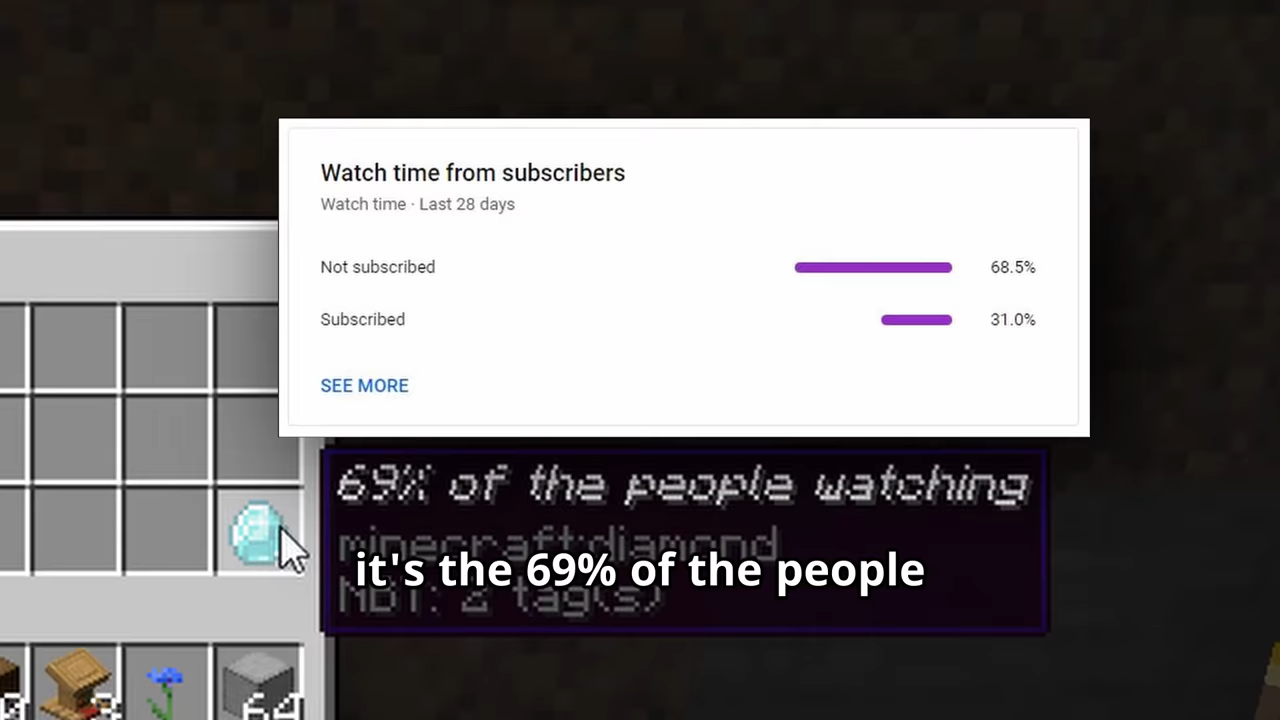 Watch time from subscribers
Watch time · Last 28 days
Not subscribed 68.5%
Subscribed 31.0%
SEE MORE
69% of the people watching
minecraft:diamond
it's the 69% of the people
NBT: 2 tag(s)
64